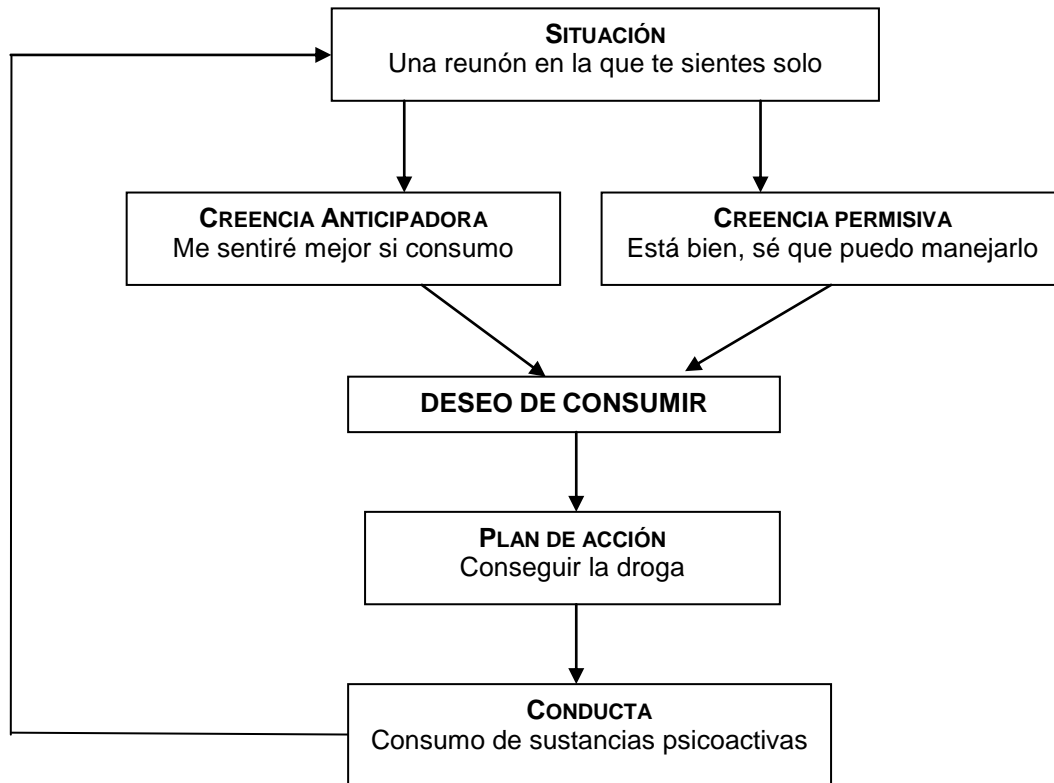 SITUACIÓN
Una reunón en la que te sientes solo
CREENCIA ANTICIPADORA
Me sentiré mejor si consumo
CREENCIA PERMISIVA
Está bien, sé que puedo manejarlo
DESEO DE CONSUMIR
PLAN DE ACCIÓN
Conseguir la droga
CONDUCTA
Consumo de sustancias psicoactivas